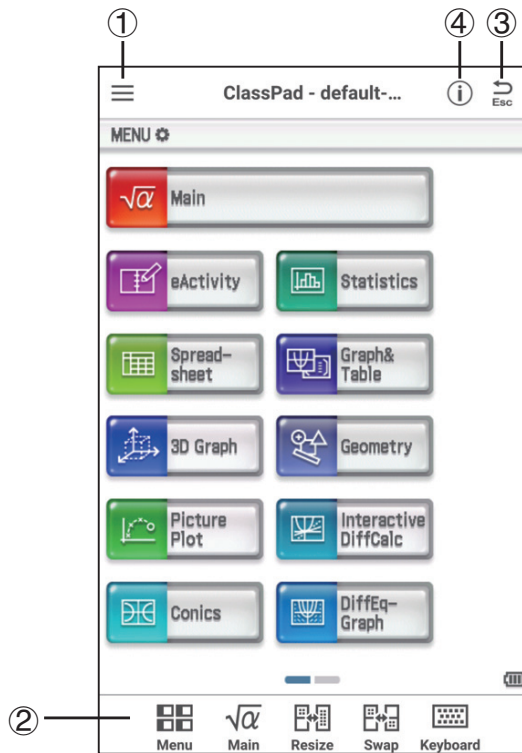 ① ④ ③
ClassPad - default-... i Esc
MENU
√α Main
eActivity Statistics
Spread-
sheet
Graph&
Table
3D Graph Geometry
Picture
Plot
Interactive
DiffCalc
Conics
DiffEq-
Graph
② √α
Menu Main Resize Swap Keyboard